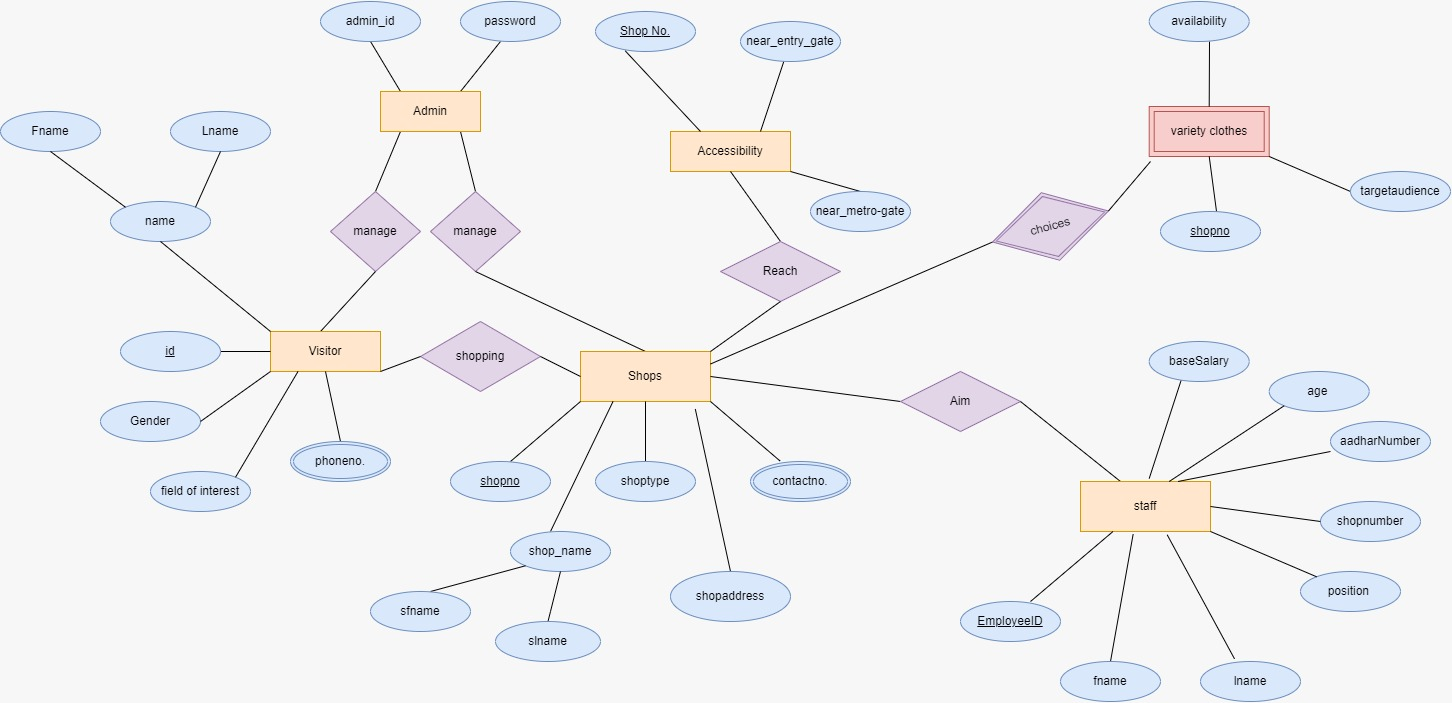 admin_id
password
Shop No.
near_entry_gate
availability
Admin
Fname
Lname
Accessibility
variety clothes
name
manage
manage
near_metro-gate
choices
targetaudience
shopno
Reach
Visitor
id
shopping
Shops
baseSalary
Aim
age
Gender
phoneno.
aadharNumber
field of interest
shopno
shoptype
contactno.
staff
shopnumber
shop_name
sfname
slname
shopaddress
position
EmployeeID
fname
lname